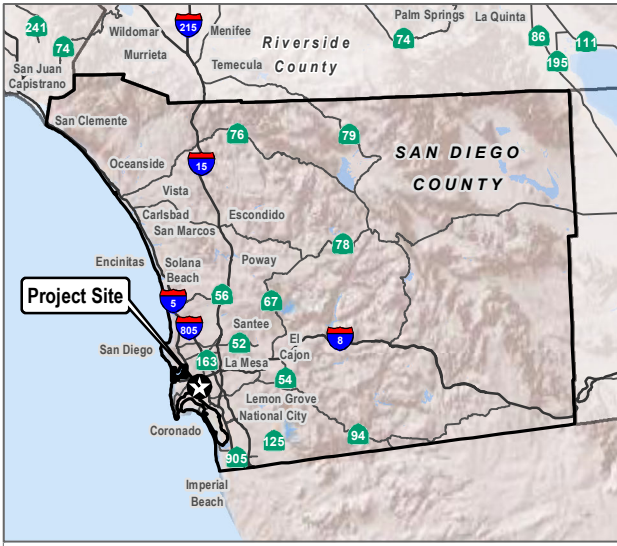 241
74
San Juan
Capistrano
Wildomar
Murrieta
215
Menifee
Temecula
Riverside
County
Palm Springs
La Quinta
74
86
111
195
San Clemente
76
79
SAN DIEGO
COUNTY
15
Oceanside
Vista
Carlsbad
San Marcos
Escondido
78
Encinitas
Solana
Beach
Poway
Project Site
5
56
67
805
Santee
52
El
Cajon
8
San Diego
163
La Mesa
54
Lemon Grove
National City
Coronado
125
94
905
Imperial
Beach